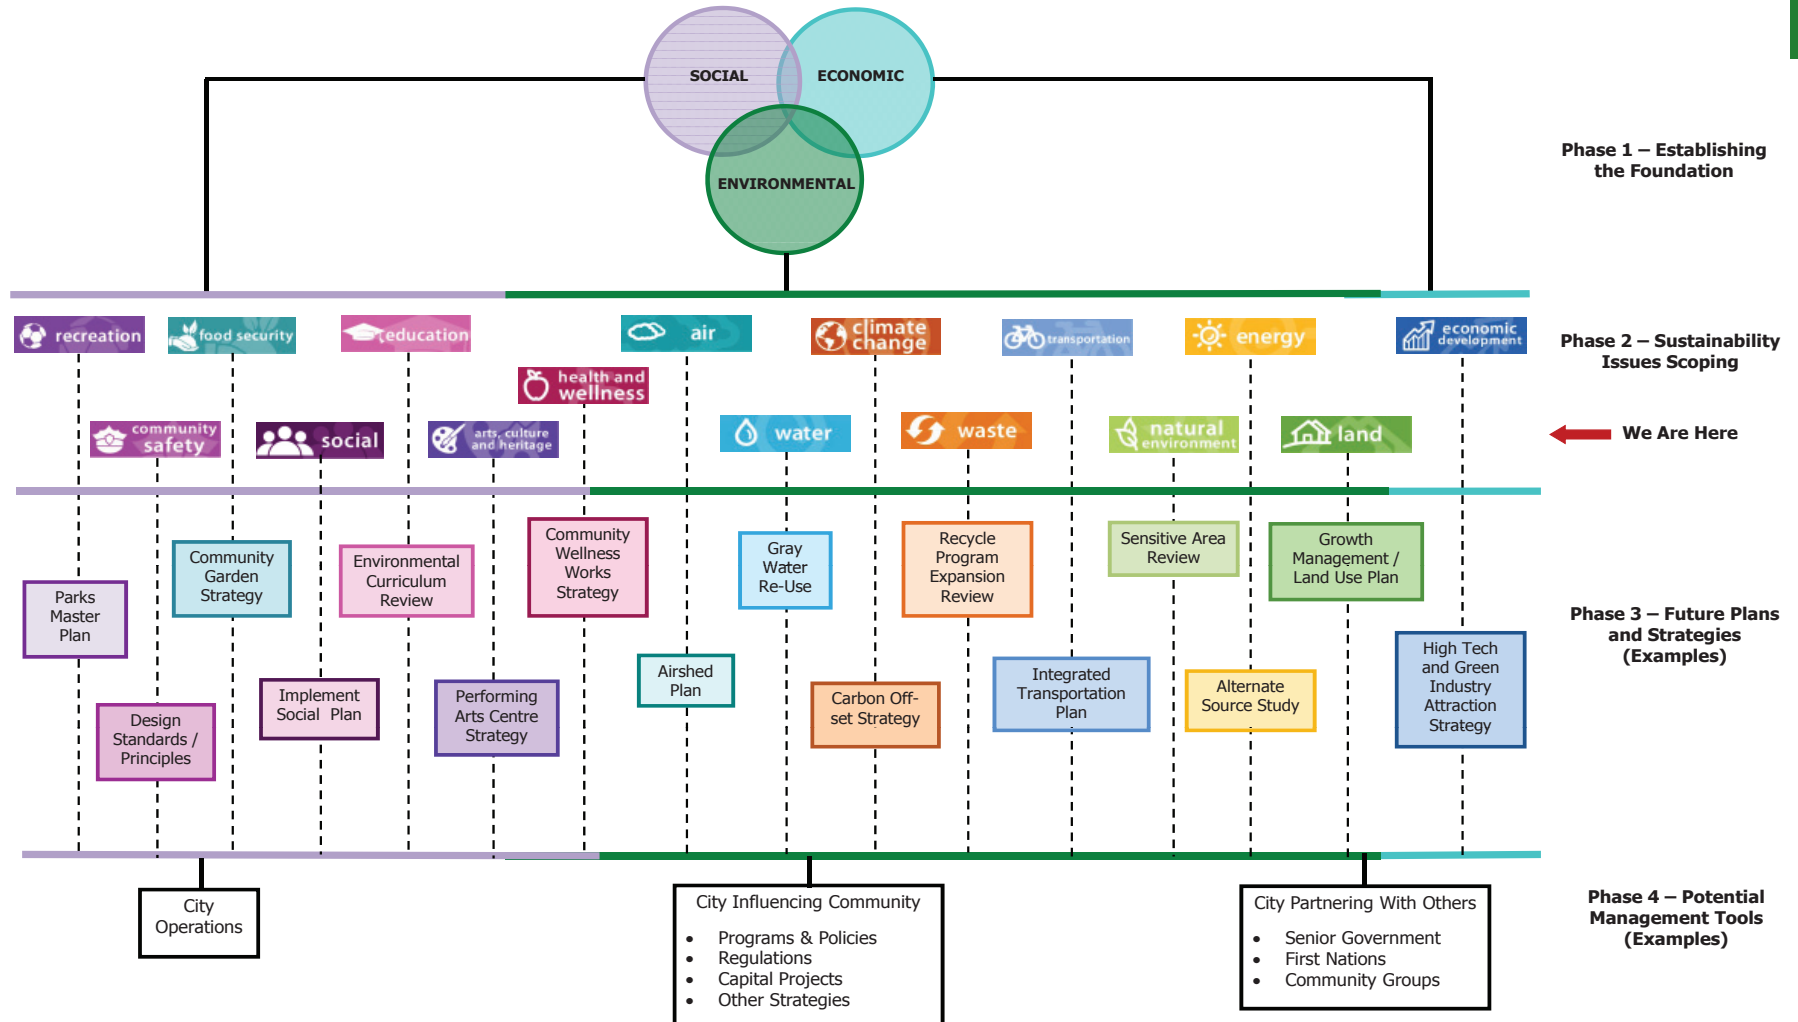 SOCIAL
ECONOMIC
ENVIRONMENTAL
Phase 1 – Establishing
the Foundation
recreation
food security
education
air
climate
change
transportation
energy
economic
development
Phase 2 – Sustainability
Issues Scoping
health and
wellness
community
safety
social
arts, culture
and heritage
water
waste
natural
environment
land
We Are Here
Parks
Master
Plan
Design
Standards /
Principles
Community
Garden
Strategy
Implement
Social Plan
Environmental
Curriculum
Review
Performing
Arts Centre
Strategy
Community
Wellness
Works
Strategy
Airshed
Plan
Gray
Water
Re-Use
Carbon Off-
set Strategy
Recycle
Program
Expansion
Review
Integrated
Transportation
Plan
Sensitive Area
Review
Alternate
Source Study
Growth
Management /
Land Use Plan
High Tech
and Green
Industry
Attraction
Strategy
Phase 3 – Future Plans
and Strategies
(Examples)
City
Operations
City Influencing Community
• Programs & Policies
• Regulations
• Capital Projects
• Other Strategies
City Partnering With Others
• Senior Government
• First Nations
• Community Groups
Phase 4 – Potential
Management Tools
(Examples)